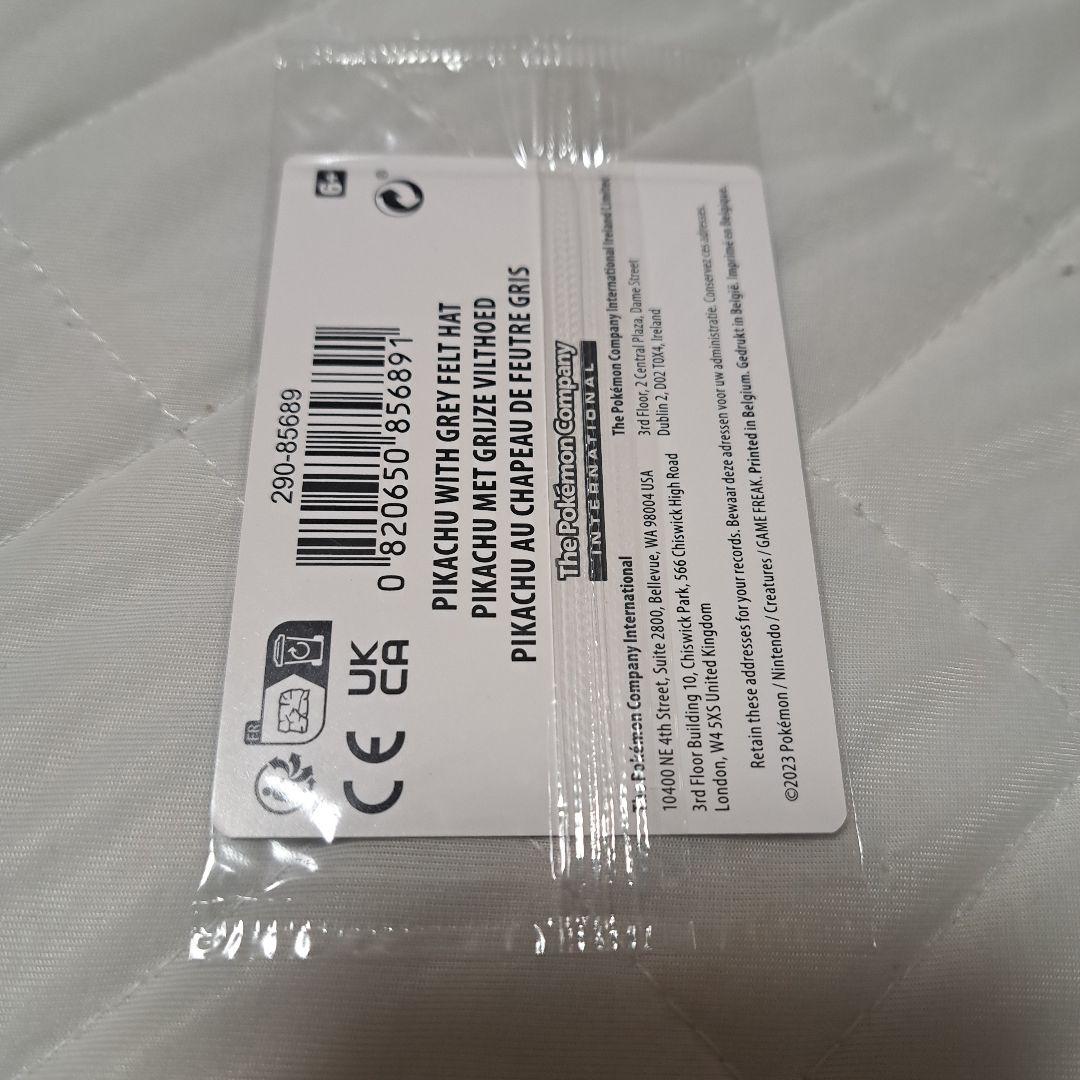 FR
CE
UK
CA
290-85689
0 820650 856891
6+
PIKACHU WITH GREY FELT HAT
PIKACHU MET GRIJZE VILTHOED
PIKACHU AU CHAPEAU DE FEUTRE GRIS
The Pokémon Company
INTERNATIONAL
The Pokémon Company International
10400 NE 4th Street, Suite 2800, Bellevue, WA 98004 USA
3rd Floor Building 10, Chiswick Park, 566 Chiswick High Road
London, W4 5XS United Kingdom
The Pokémon Company International Ireland Limited
3rd Floor, 2 Central Plaza, Dame Street
Dublin 2, D02 T0X4, Ireland
Retain these addresses for your records. Bewaar deze adressen voor uw administratie. Conservez ces adresses.
©2023 Pokémon / Nintendo / Creatures / GAME FREAK. Printed in Belgium. Gedrukt in België. Imprimé en Belgique.